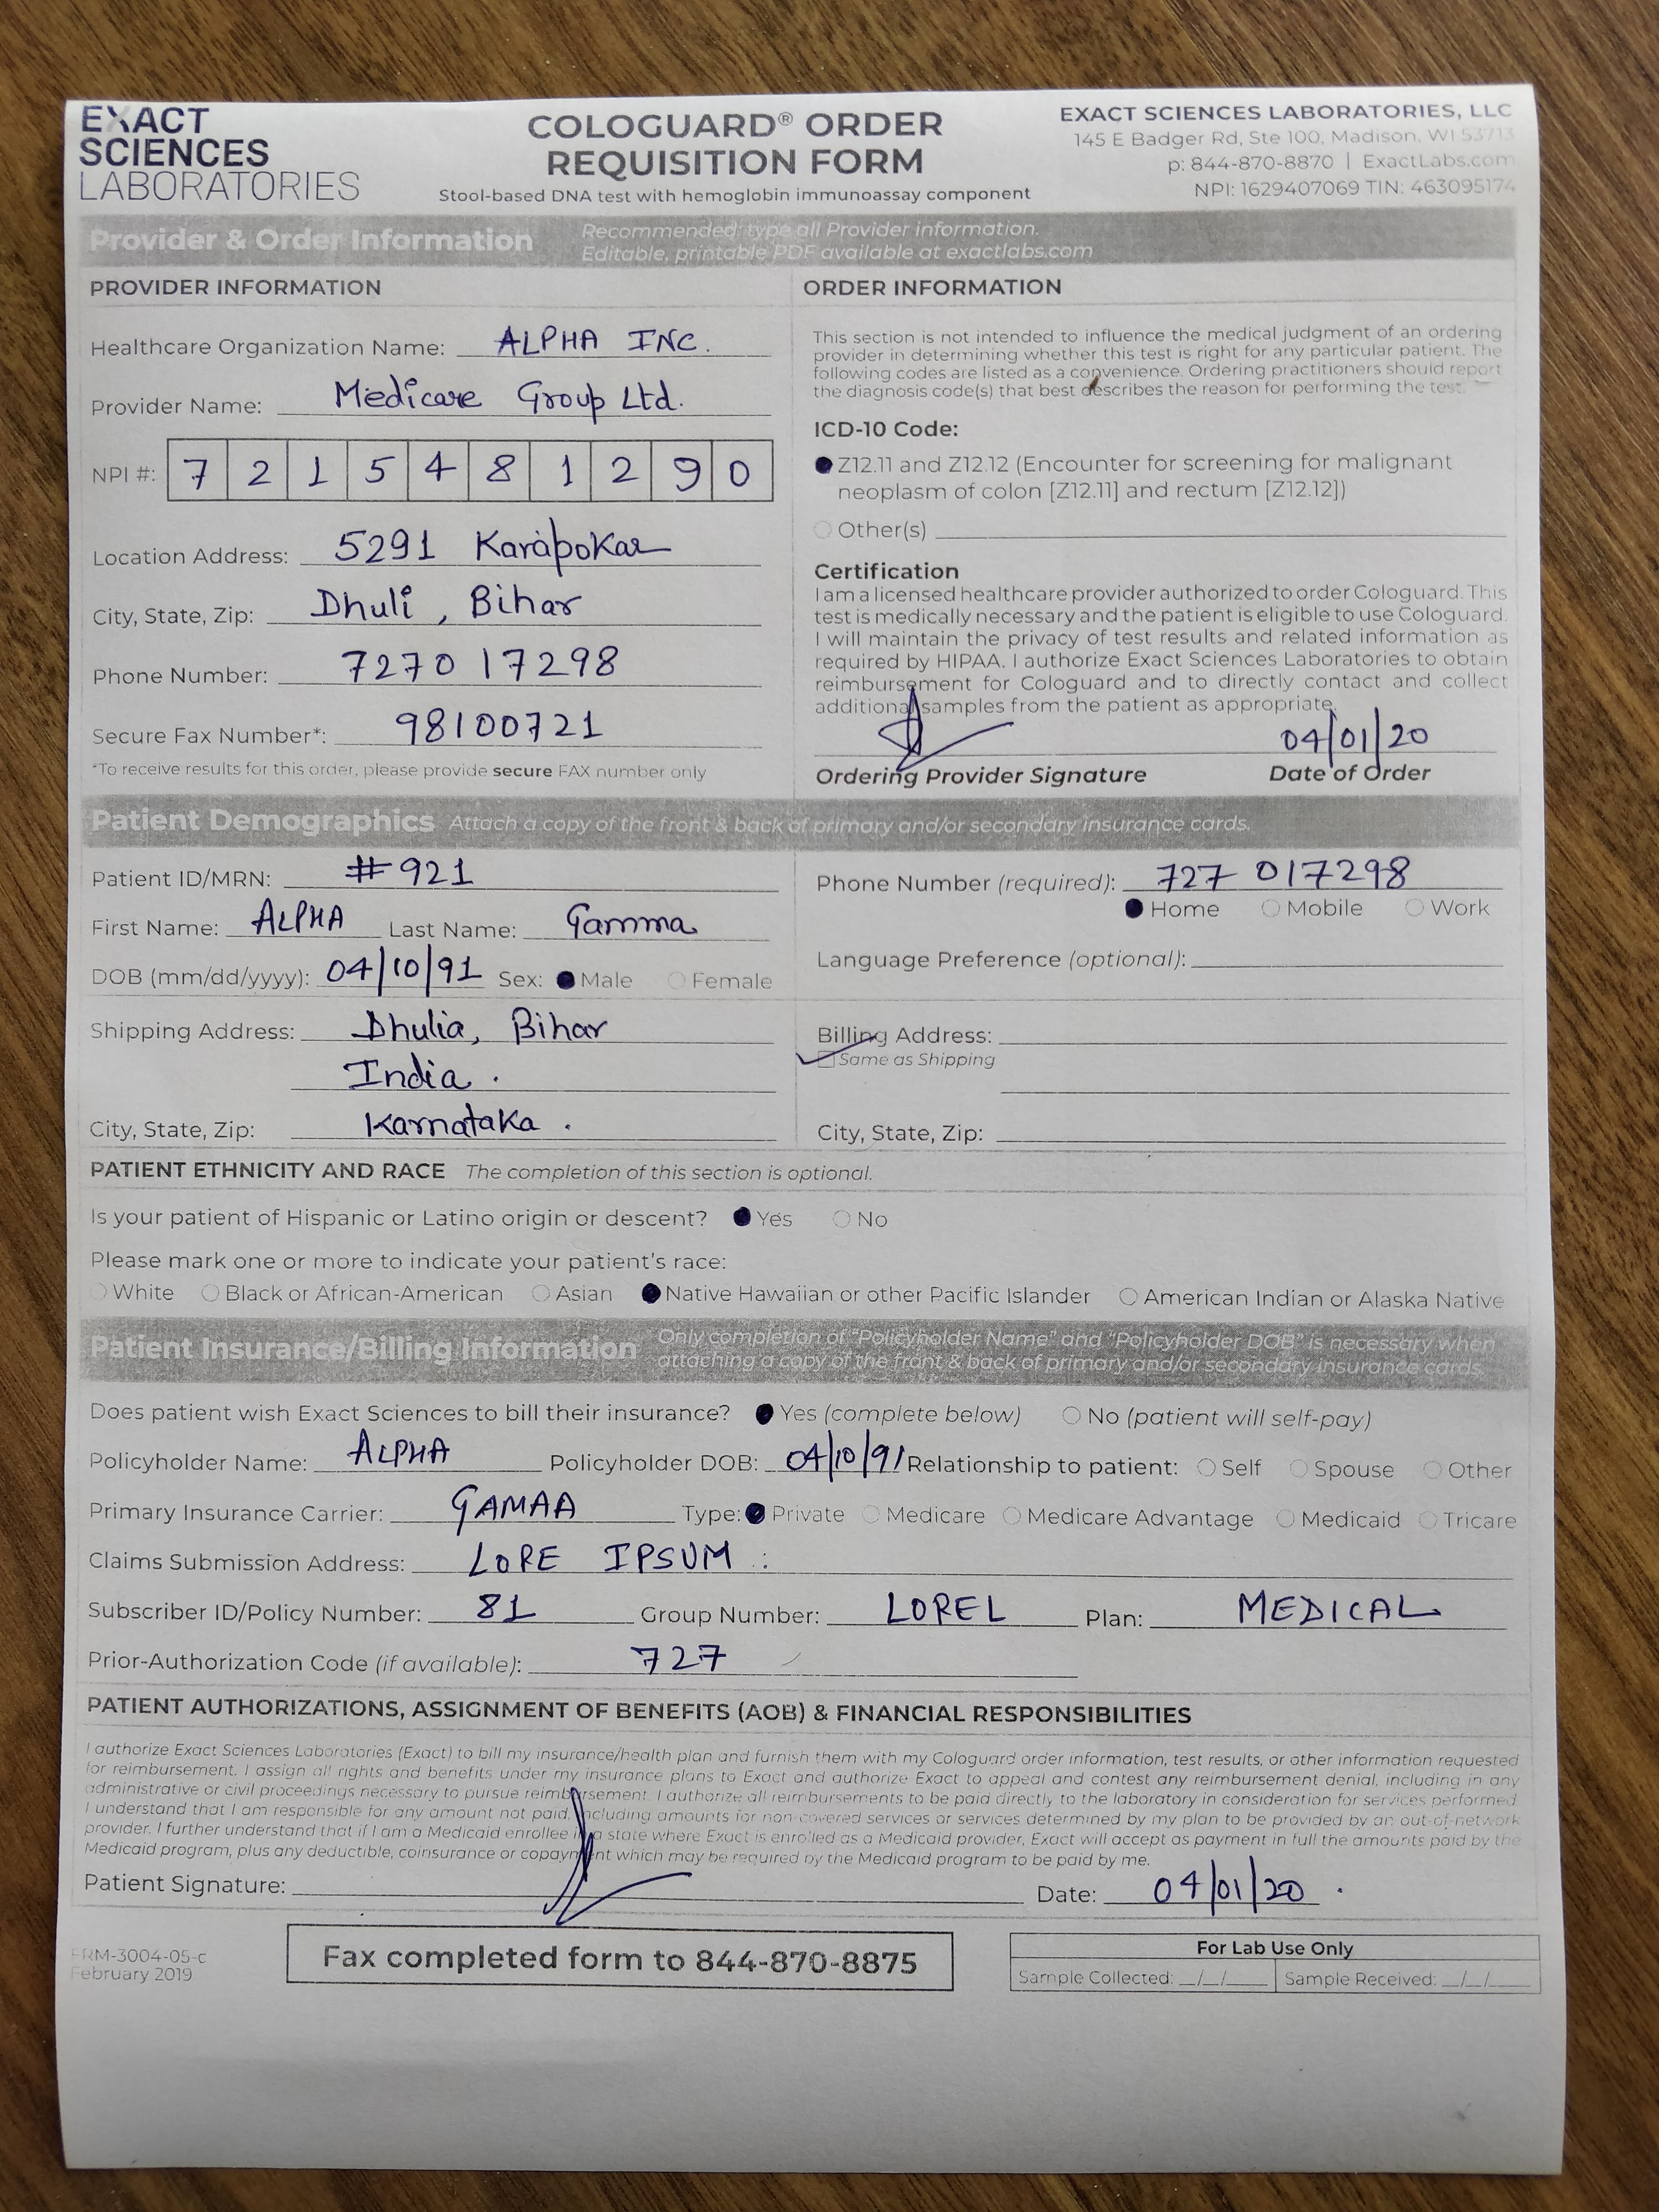 EXACT
SCIENCES
LABORATORIES
COLOGUARD® ORDER
REQUISITION FORM
Stool-based DNA test with hemoglobin immunoassay component
EXACT SCIENCES LABORATORIES, LLC
145 E Badger Rd, Ste 100, Madison, WI 53713
p: 844-870-8870 | ExactLabs.com
NPI: 1629407069 TIN: 463095174
Provider & Order Information
Recommended: type all Provider information.
Editable, printable PDF available at exactlabs.com
PROVIDER INFORMATION
Healthcare Organization Name: ALPHA INC.
Provider Name: Medicare Group Ltd.
NPI #: 7 2 1 5 4 8 1 2 9 0
Location Address: 5291 Karapokar
City, State, Zip: Dhuli, Bihar
Phone Number: 7270 17298
Secure Fax Number*: 98100721
*To receive results for this order, please provide secure FAX number only
ORDER INFORMATION
This section is not intended to influence the medical judgment of an ordering
provider in determining whether this test is right for any particular patient. The
following codes are listed as a convenience. Ordering practitioners should report
the diagnosis code(s) that best describes the reason for performing the test.
ICD-10 Code:
Z12.11 and Z12.12 (Encounter for screening for malignant
neoplasm of colon [Z12.11] and rectum [Z12.12])
Other(s)
Certification
I am a licensed healthcare provider authorized to order Cologuard. This
test is medically necessary and the patient is eligible to use Cologuard.
I will maintain the privacy of test results and related information as
required by HIPAA. I authorize Exact Sciences Laboratories to obtain
reimbursement for Cologuard and to directly contact and collect
additional samples from the patient as appropriate.
04/01/20
Ordering Provider Signature Date of Order
Patient Demographics Attach a copy of the front & back of primary and/or secondary insurance cards.
Patient ID/MRN: #921
First Name: ALPHA Last Name: Gamma
DOB (mm/dd/yyyy): 04/10/91 Sex: Male Female
Shipping Address: Dhulia, Bihar
India.
City, State, Zip: Karnataka.
Phone Number (required): 727 017298
Home Mobile Work
Language Preference (optional):
Billing Address:
Same as Shipping
City, State, Zip:
PATIENT ETHNICITY AND RACE The completion of this section is optional.
Is your patient of Hispanic or Latino origin or descent? Yes No
Please mark one or more to indicate your patient's race:
White Black or African-American Asian Native Hawaiian or other Pacific Islander American Indian or Alaska Native
Patient Insurance/Billing Information
Only completion of "Policyholder Name" and "Policyholder DOB" is necessary when
attaching a copy of the front & back of primary and/or secondary insurance cards.
Does patient wish Exact Sciences to bill their insurance? Yes (complete below) No (patient will self-pay)
Policyholder Name: ALPHA Policyholder DOB: 04/10/91 Relationship to patient: Self Spouse Other
Primary Insurance Carrier: GAMAA Type: Private Medicare Medicare Advantage Medicaid Tricare
Claims Submission Address: LORE IPSUM
Subscriber ID/Policy Number: 81 Group Number: LOREL Plan: MEDICAL
Prior-Authorization Code (if available): 727
PATIENT AUTHORIZATIONS, ASSIGNMENT OF BENEFITS (AOB) & FINANCIAL RESPONSIBILITIES
I authorize Exact Sciences Laboratories (Exact) to bill my insurance/health plan and furnish them with my Cologuard order information, test results, or other information requested
for reimbursement. I assign all rights and benefits under my insurance plans to Exact and authorize Exact to appeal and contest any reimbursement denial, including in any
administrative or civil proceedings necessary to pursue reimbursement. I authorize all reimbursements to be paid directly to the laboratory in consideration for services performed.
I understand that I am responsible for any amount not paid, including amounts for non-covered services or services determined by my plan to be provided by an out-of-network
provider. I further understand that if I am a Medicaid enrollee in a state where Exact is enrolled as a Medicaid provider, Exact will accept as payment in full the amounts paid by the
Medicaid program, plus any deductible, coinsurance or copayment which may be required by the Medicaid program to be paid by me.
Patient Signature: Date: 04/01/20.
FRM-3004-05-c
February 2019
Fax completed form to 844-870-8875
For Lab Use Only
Sample Collected: _/_/___ Sample Received: _/_/___